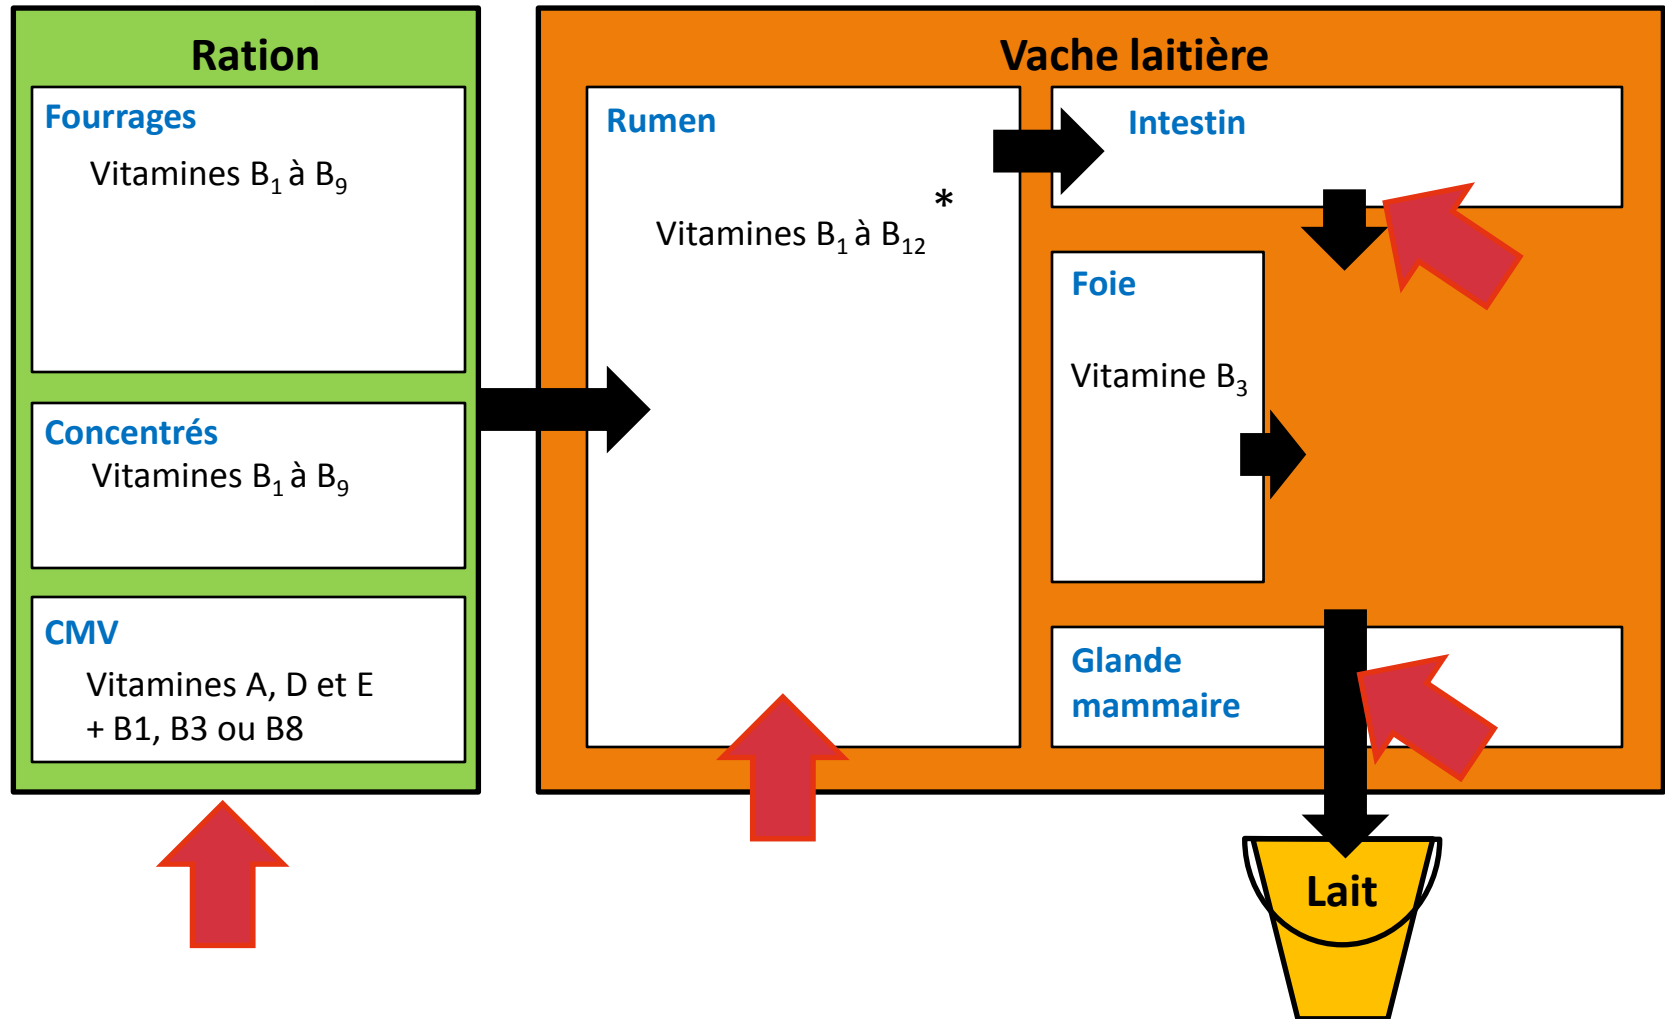 Ration
Fourrages
Vitamines B₁ à B₉
Concentrés
Vitamines B₁ à B₉
CMV
Vitamines A, D et E
+ B1, B3 ou B8
Vache laitière
Rumen
Vitamines B₁ à B₁₂ *
Intestin
Foie
Vitamine B₃
Glande
mammaire
Lait